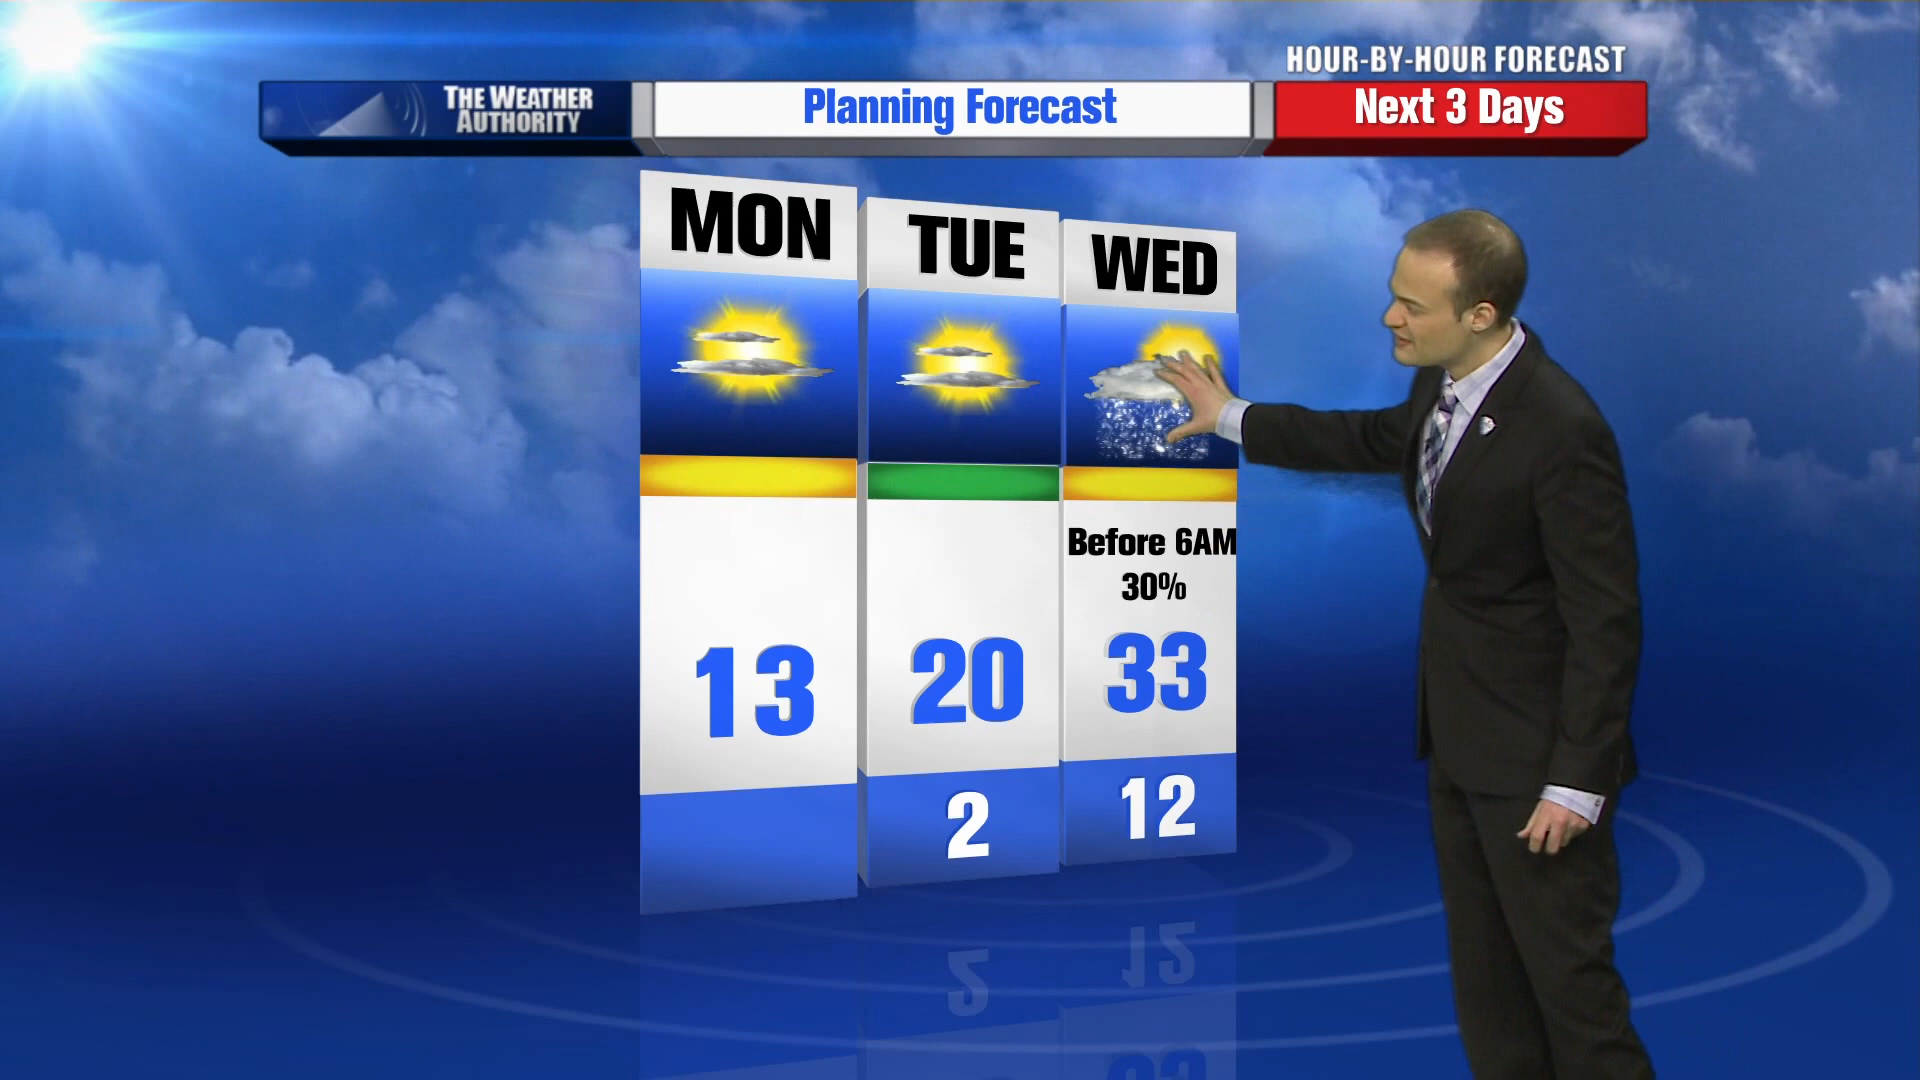 HOUR-BY-HOUR FORECAST
THE WEATHER
AUTHORITY
Planning Forecast
Next 3 Days
MON
TUE
WED
Before 6AM
30%
13
20
33
2
12